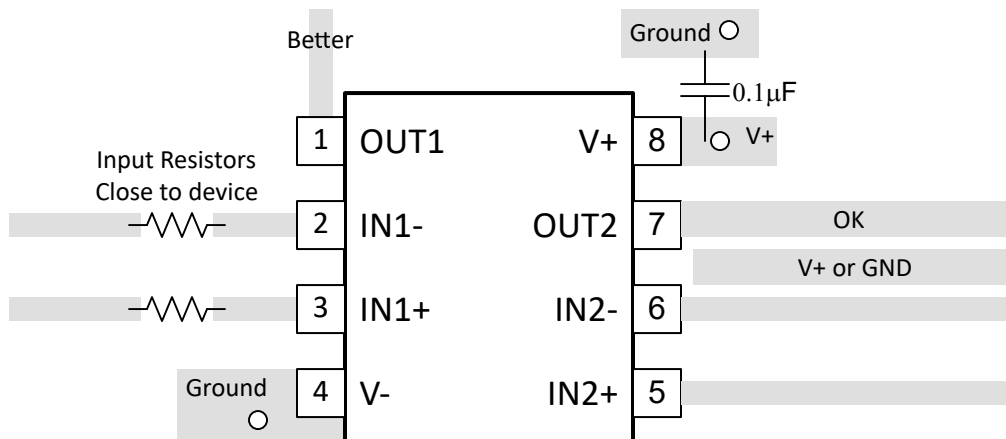 Better
Ground
0.1μF
1 OUT1
V+ 8
V+
Input Resistors
Close to device
2 IN1-
OUT2 7
OK
V+ or GND
3 IN1+
IN2- 6
Ground
4 V-
IN2+ 5